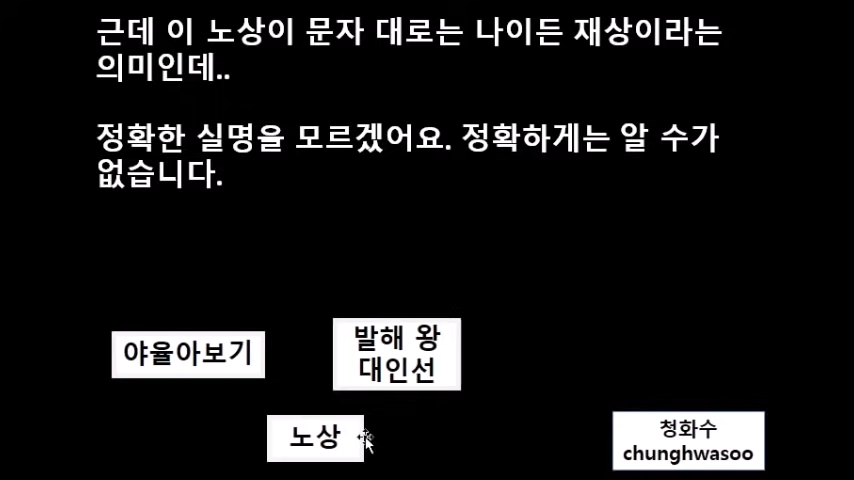 근데 이 노상이 문자 대로는 나이든 재상이라는
의미인데..
정확한 실명을 모르겠어요. 정확하게는 알 수가
없습니다.
야율아보기
발해 왕
대인선
노상
청화수
chunghwasoo